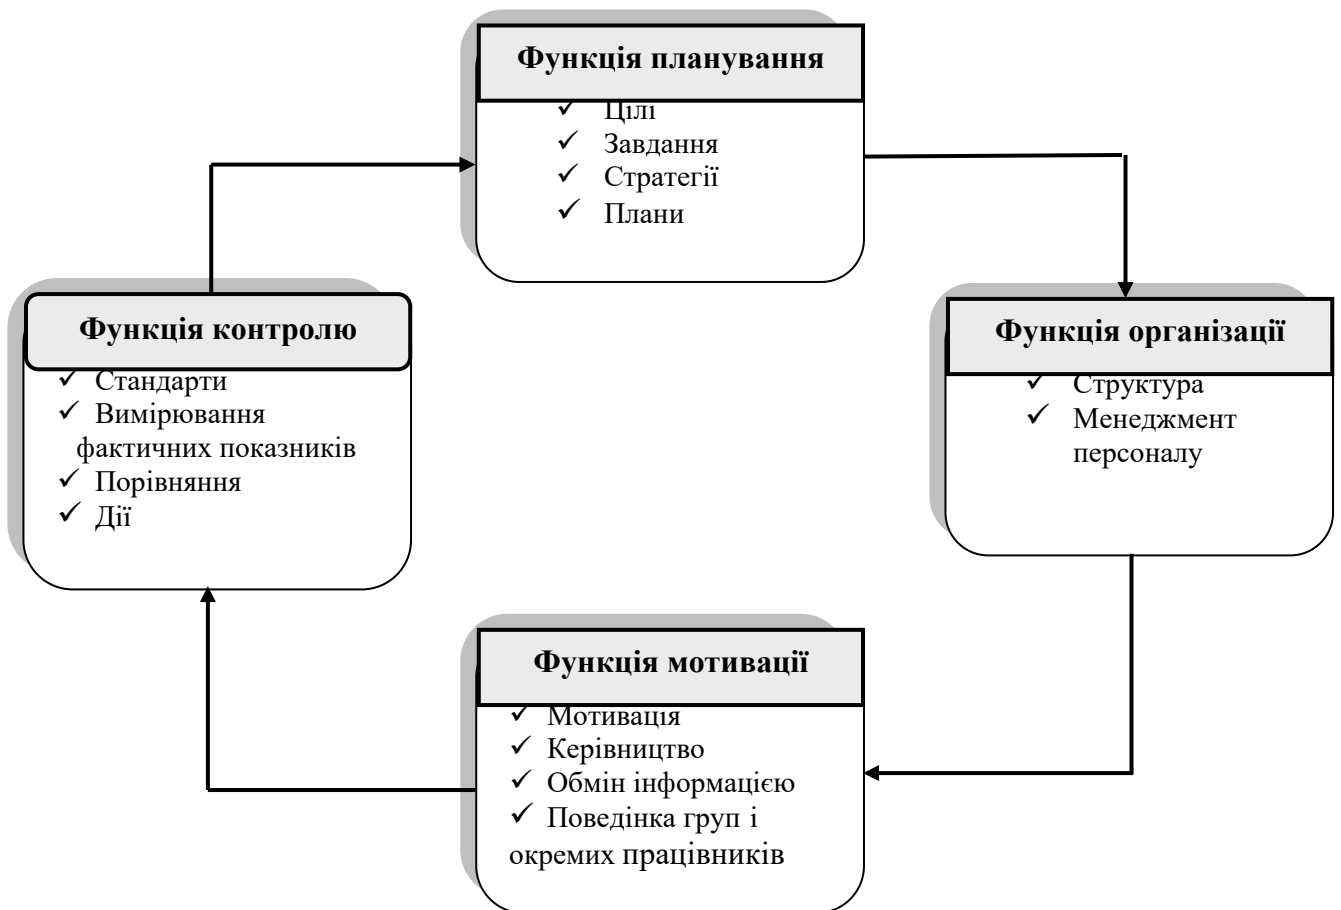 Функція планування
✓ Цілі
✓ Завдання
✓ Стратегії
✓ Плани
Функція контролю
✓ Стандарти
✓ Вимірювання
фактичних показників
✓ Порівняння
✓ Дії
Функція організації
✓ Структура
✓ Менеджмент
персоналу
Функція мотивації
✓ Мотивація
✓ Керівництво
✓ Обмін інформацією
✓ Поведінка груп і
окремих працівників